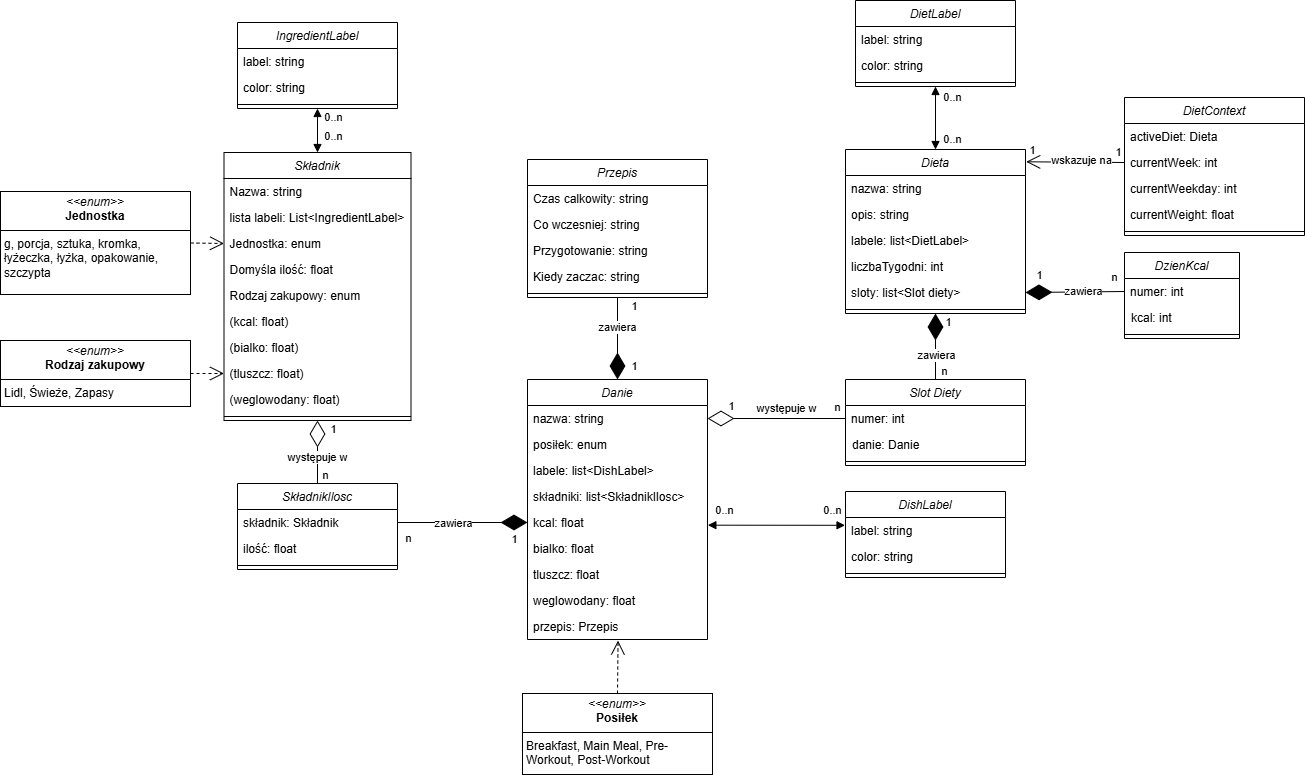 IngredientLabel
label: string
color: string
0..n
0..n
Składnik
Nazwa: string
lista labeli: List<IngredientLabel>
Jednostka: enum
Domyśla ilość: float
Rodzaj zakupowy: enum
(kcal: float)
(bialko: float)
(tluszcz: float)
(weglowodany: float)
<<enum>>
Jednostka
g, porcja, sztuka, kromka,
łyżeczka, łyżka, opakowanie,
szczypta
<<enum>>
Rodzaj zakupowy
Lidl, Świeże, Zapasy
1
występuje w
n
SkładnikIlosc
składnik: Składnik
ilość: float
zawiera
n
1
Przepis
Czas calkowity: string
Co wczesniej: string
Przygotowanie: string
Kiedy zaczac: string
1
zawiera
1
Danie
nazwa: string
posiłek: enum
labele: list<DishLabel>
składniki: list<SkładnikIlosc>
kcal: float
bialko: float
tluszcz: float
weglowodany: float
przepis: Przepis
<<enum>>
Posiłek
Breakfast, Main Meal, Pre-
Workout, Post-Workout
DietLabel
label: string
color: string
0..n
0..n
Dieta
nazwa: string
opis: string
labele: list<DietLabel>
liczbaTygodni: int
sloty: list<Slot diety>
1
wskazuje na
1
DietContext
activeDiet: Dieta
currentWeek: int
currentWeekday: int
currentWeight: float
1
zawiera
n
DzienKcal
numer: int
kcal: int
1
zawiera
n
Slot Diety
numer: int
danie: Danie
1
występuje w
n
0..n
0..n
DishLabel
label: string
color: string